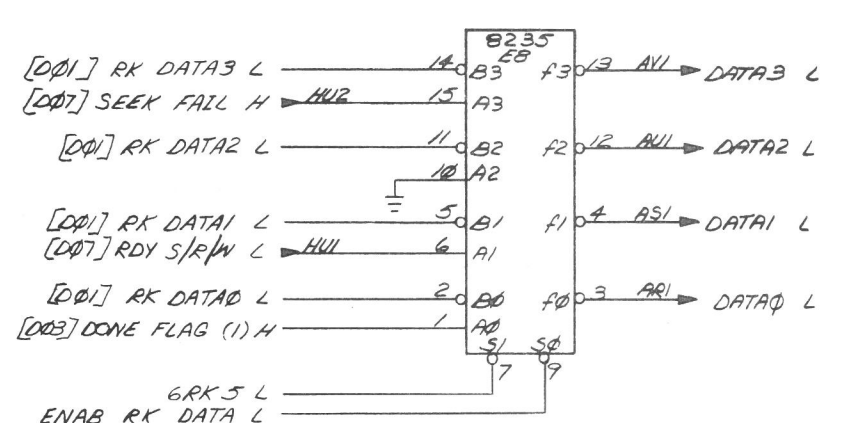 8235
E8
[DØ1] RK DATA3 L 14 B3 f3 13 AV1 DATA3 L
[DØ7] SEEK FAIL H HU2 15 A3
[DØ1] RK DATA2 L 11 B2 f2 12 AU1 DATA2 L
1Ø A2
[DØ1] RK DATA1 L 5 B1 f1 4 AS1 DATA1 L
[DØ7] RDY S/R/W L HU1 6 A1
[DØ1] RK DATAØ L 2 BØ fØ 3 AR1 DATAØ L
[DØ3] DONE FLAG (1) H 1 AØ
S1 SØ
7 9
6RK5 L
ENAB RK DATA L